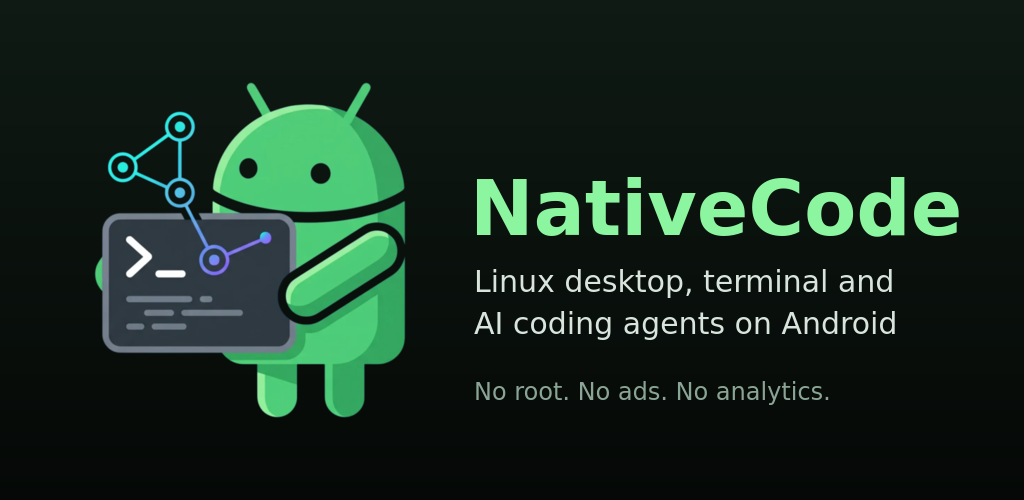 >_
NativeCode
Linux desktop, terminal and
AI coding agents on Android
No root. No ads. No analytics.